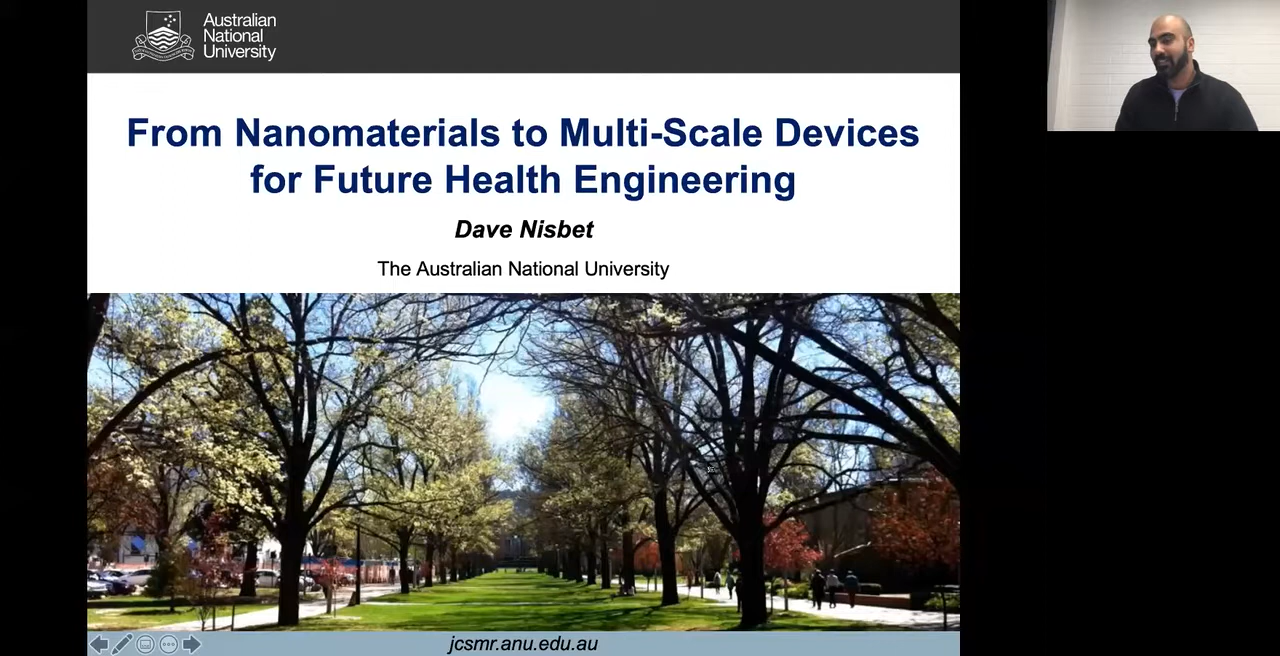 Australian
National
University
From Nanomaterials to Multi-Scale Devices
for Future Health Engineering
Dave Nisbet
The Australian National University
jcsmr.anu.edu.au